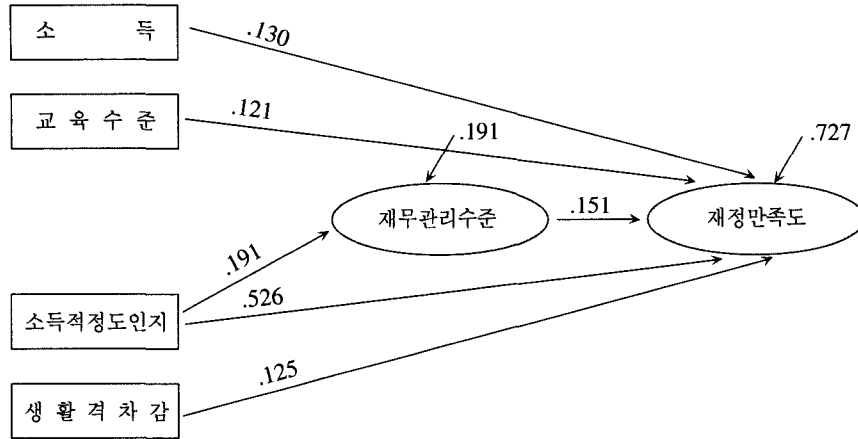 소 득
.130
교 육 수 준
.121
.191
.727
재무관리수준
.151
재정만족도
.191
.526
소득적정도인지
.125
생 활 격 차 감